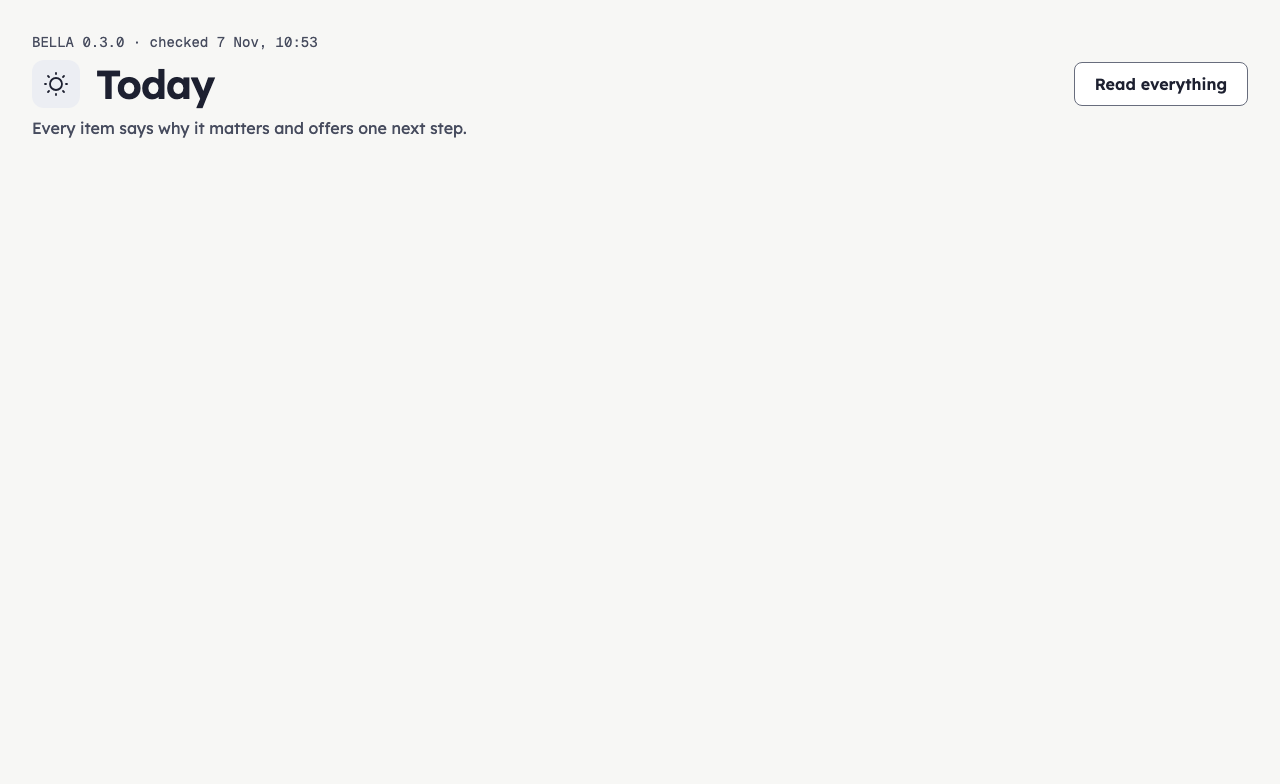 BELLA 0.3.0 · checked 7 Nov, 10:53
Today
Read everything
Every item says why it matters and offers one next step.